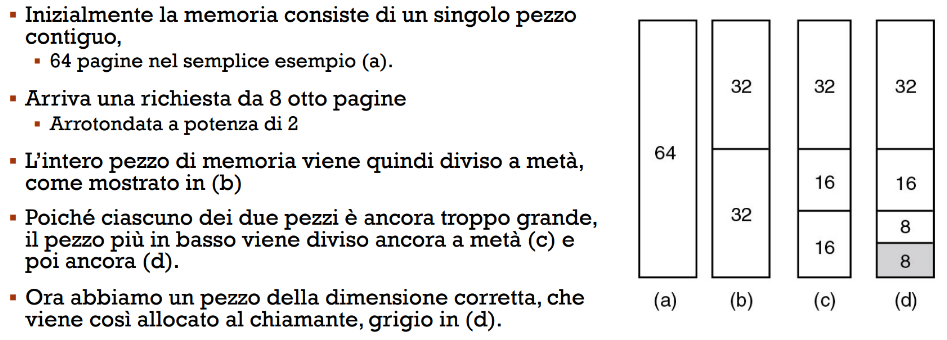 Inizialmente la memoria consiste di un singolo pezzo
contiguo,
64 pagine nel semplice esempio (a).
Arriva una richiesta da 8 otto pagine
Arrotondata a potenza di 2
L'intero pezzo di memoria viene quindi diviso a metà,
come mostrato in (b)
Poiché ciascuno dei due pezzi è ancora troppo grande,
il pezzo più in basso viene diviso ancora a metà (c) e
poi ancora (d).
Ora abbiamo un pezzo della dimensione corretta, che
viene così allocato al chiamante, grigio in (d).
64
32
32
32
16
16
32
16
8
8
(a)
(b)
(c)
(d)